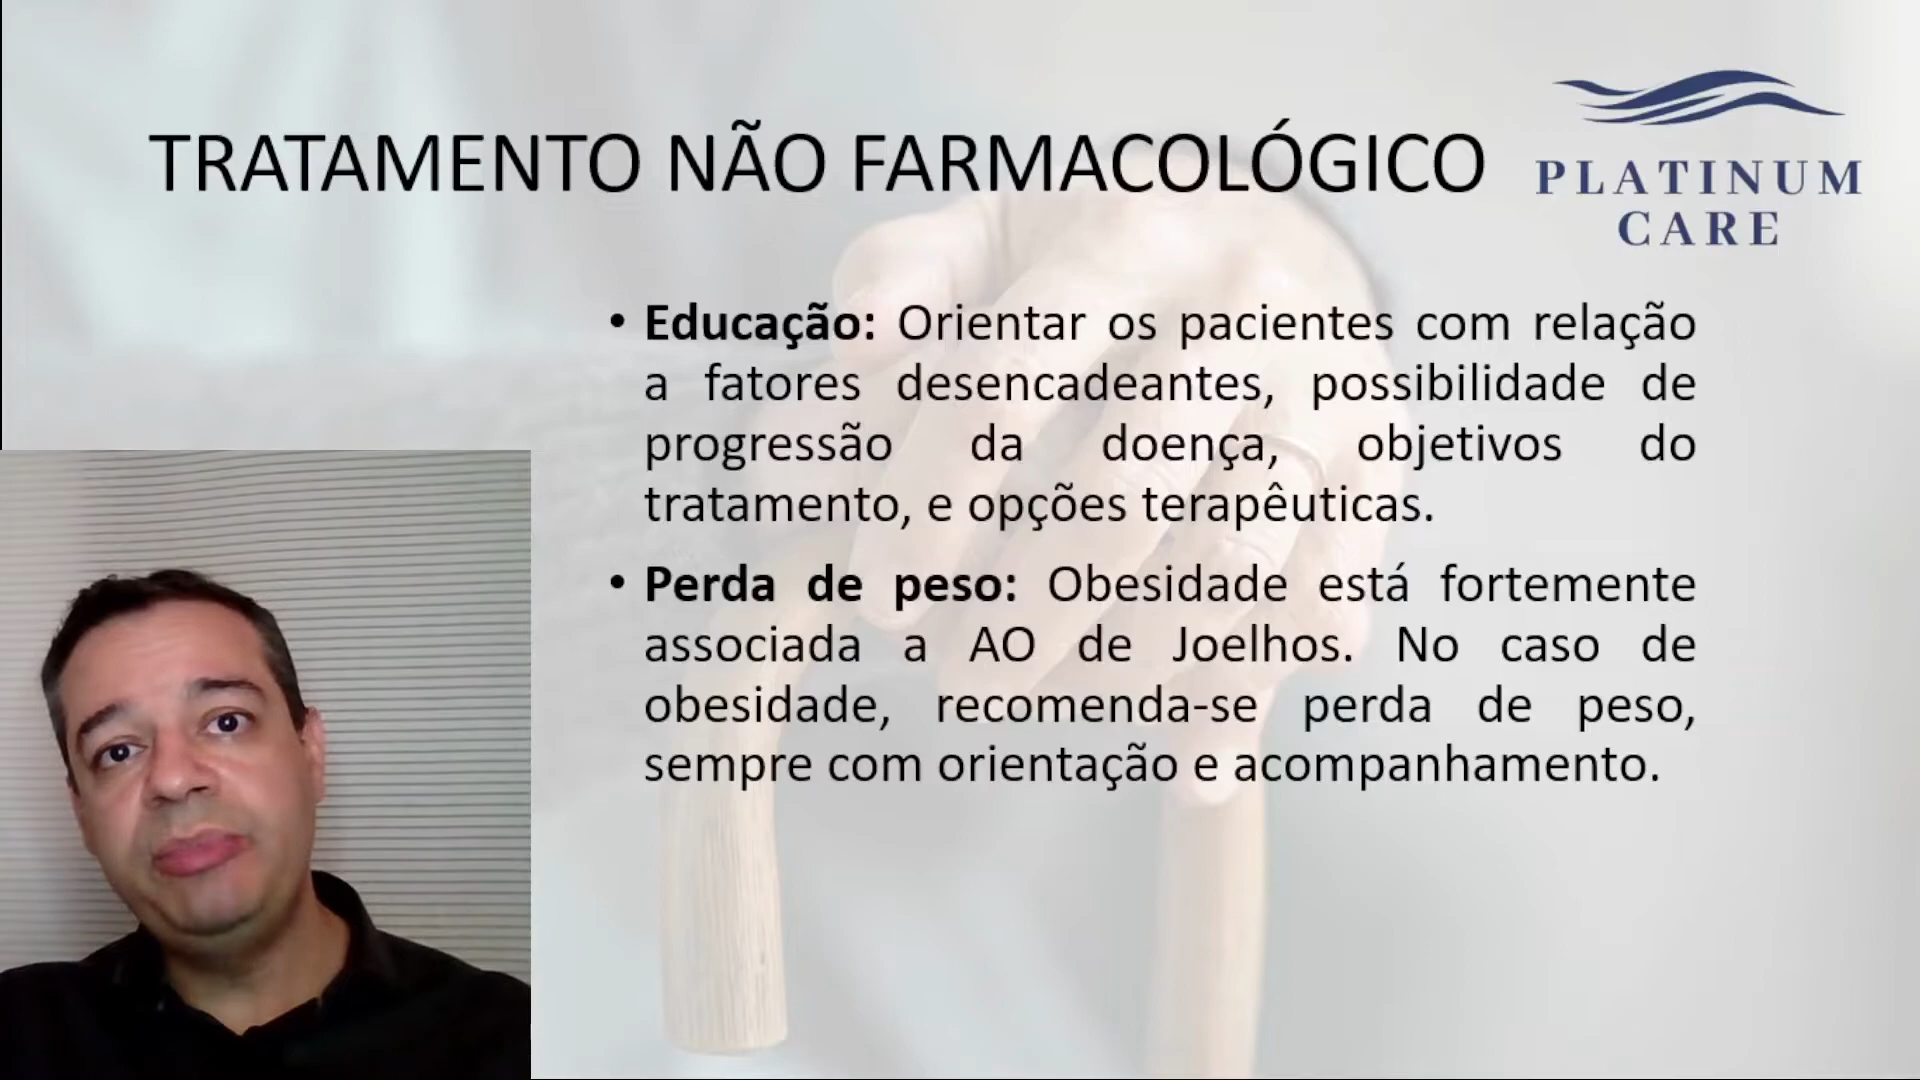 TRATAMENTO NÃO FARMACOLÓGICO
PLATINUM
CARE
• Educação: Orientar os pacientes com relação
a fatores desencadeantes, possibilidade de
progressão da doença, objetivos do
tratamento, e opções terapêuticas.
• Perda de peso: Obesidade está fortemente
associada a AO de Joelhos. No caso de
obesidade, recomenda-se perda de peso,
sempre com orientação e acompanhamento.